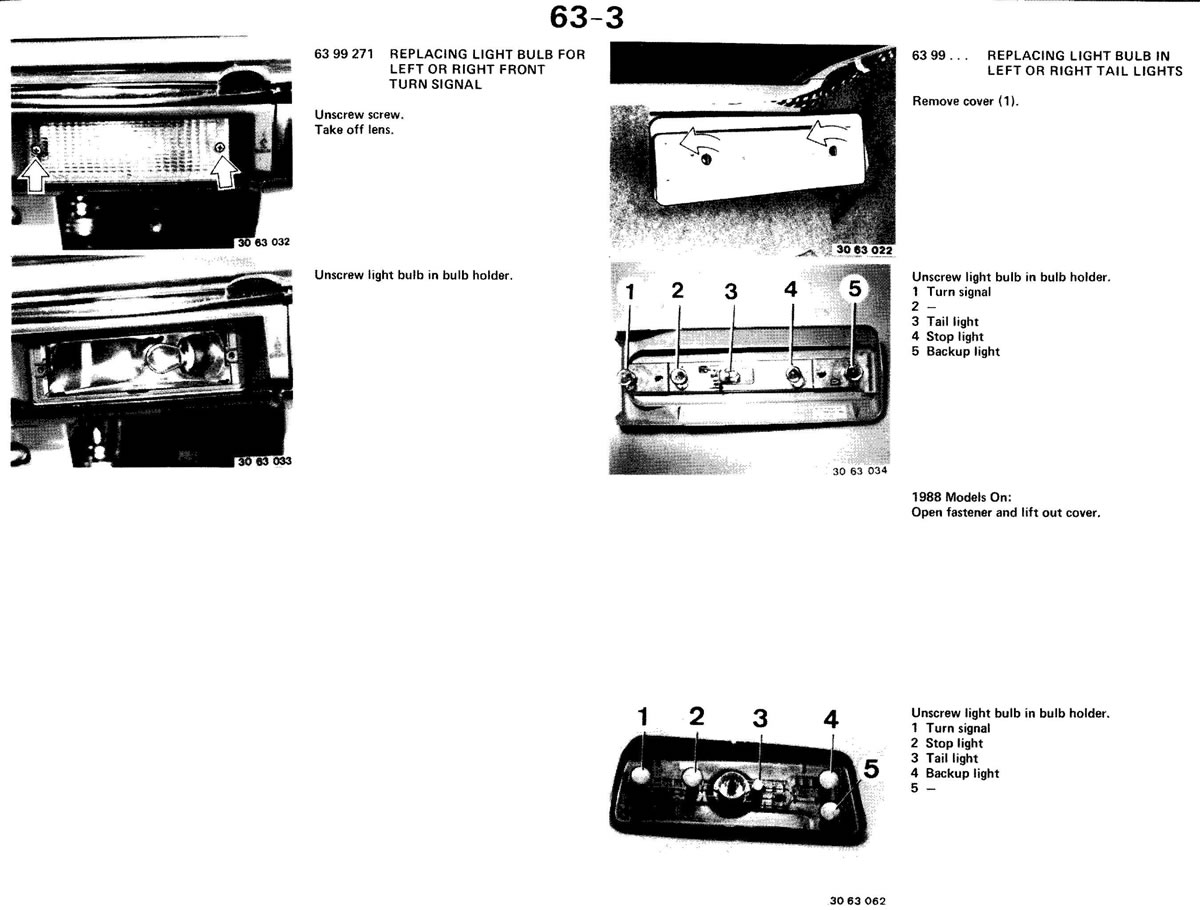 63-3
63 99 271 REPLACING LIGHT BULB FOR
LEFT OR RIGHT FRONT
TURN SIGNAL
Unscrew screw.
Take off lens.
30 63 032
Unscrew light bulb in bulb holder.
30 63 033
63 99 . . . REPLACING LIGHT BULB IN
LEFT OR RIGHT TAIL LIGHTS
Remove cover (1).
30 63 022
1 2 3 4 5
Unscrew light bulb in bulb holder.
1 Turn signal
2 –
3 Tail light
4 Stop light
5 Backup light
30 63 034
1988 Models On:
Open fastener and lift out cover.
1 2 3 4
5
Unscrew light bulb in bulb holder.
1 Turn signal
2 Stop light
3 Tail light
4 Backup light
5 –
30 63 062